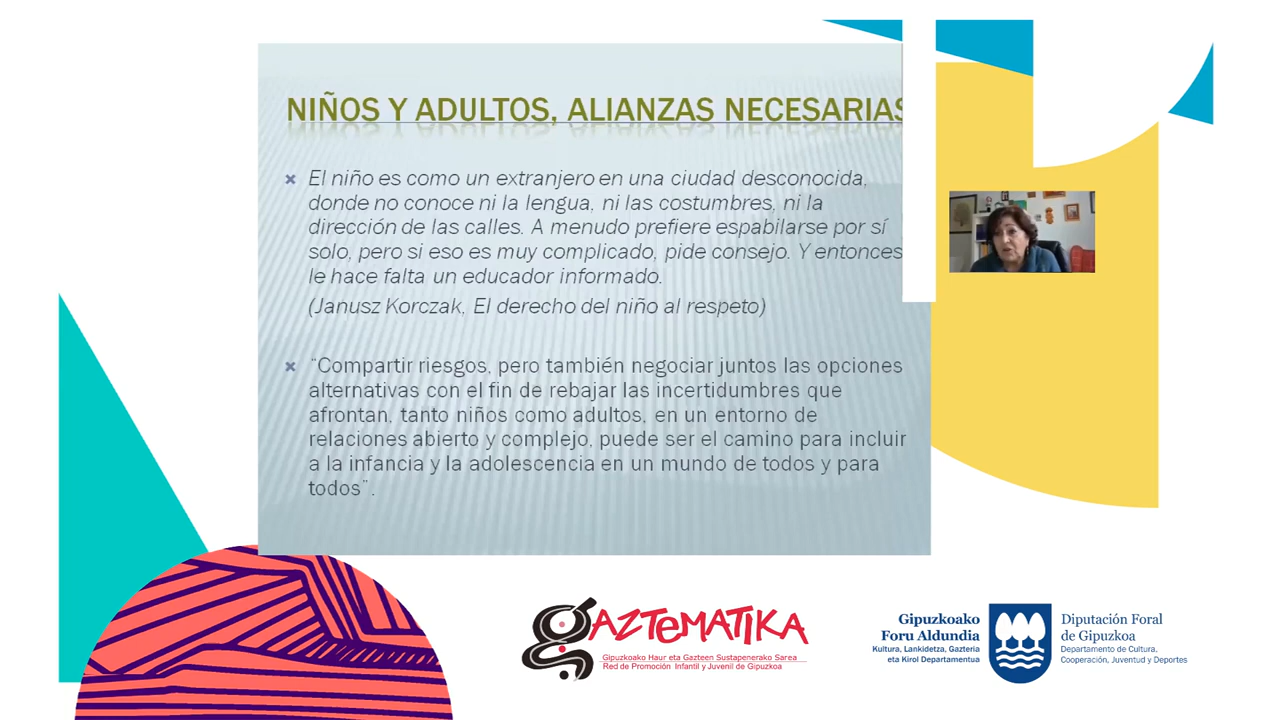 NIÑOS Y ADULTOS, ALIANZAS NECESARIAS
El niño es como un extranjero en una ciudad desconocida,
donde no conoce ni la lengua, ni las costumbres, ni la
dirección de las calles. A menudo prefiere espabilarse por sí
solo, pero si eso es muy complicado, pide consejo. Y entonces
le hace falta un educador informado.
(Janusz Korczak, El derecho del niño al respeto)
“Compartir riesgos, pero también negociar juntos las opciones
alternativas con el fin de rebajar las incertidumbres que
afrontan, tanto niños como adultos, en un entorno de
relaciones abierto y complejo, puede ser el camino para incluir
a la infancia y la adolescencia en un mundo de todos y para
todos”.
gAZTEMATIKA
Gipuzkoako Haur eta Gazteen Sustapenerako Sarea
Red de Promoción Infantil y Juvenil de Gipuzkoa
Gipuzkoako
Foru Aldundia
Kultura, Lankidetza, Gazteria
eta Kirol Departamentua
Diputación Foral
de Gipuzkoa
Departamento de Cultura,
Cooperación, Juventud y Deportes